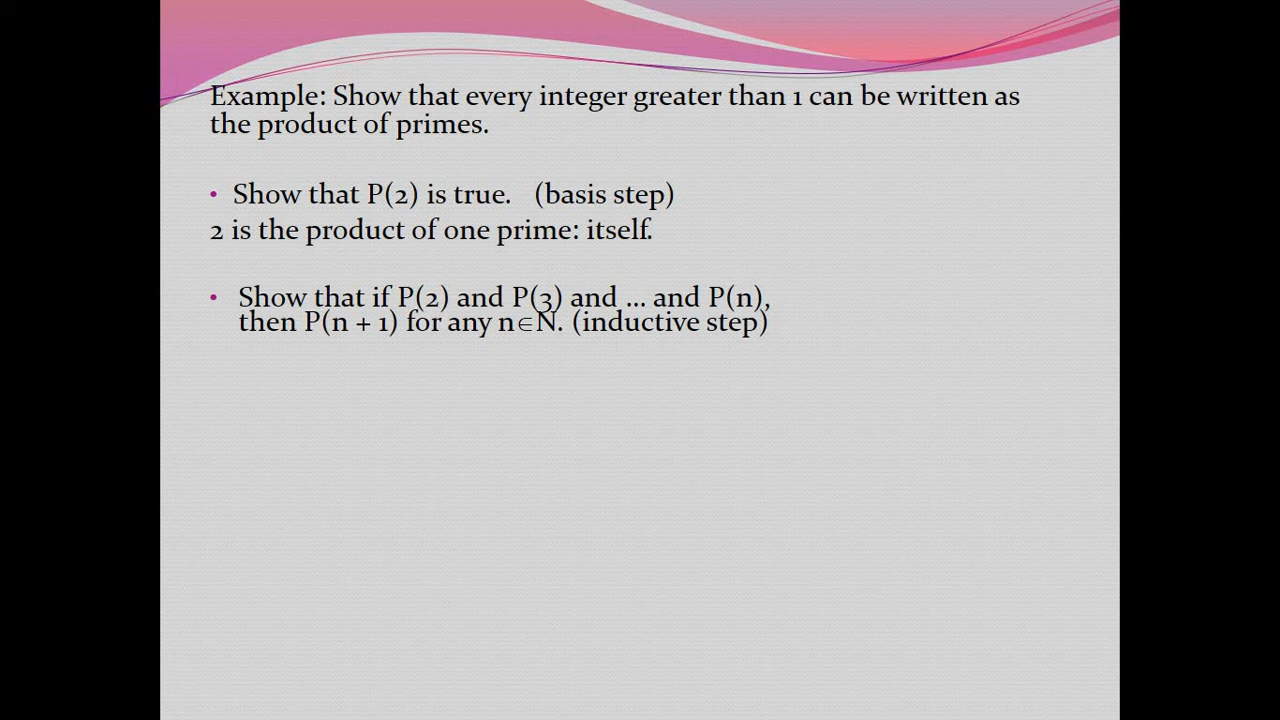 Example: Show that every integer greater than 1 can be written as
the product of primes.
• Show that P(2) is true. (basis step)
2 is the product of one prime: itself.
• Show that if P(2) and P(3) and … and P(n),
then P(n + 1) for any n∈N. (inductive step)